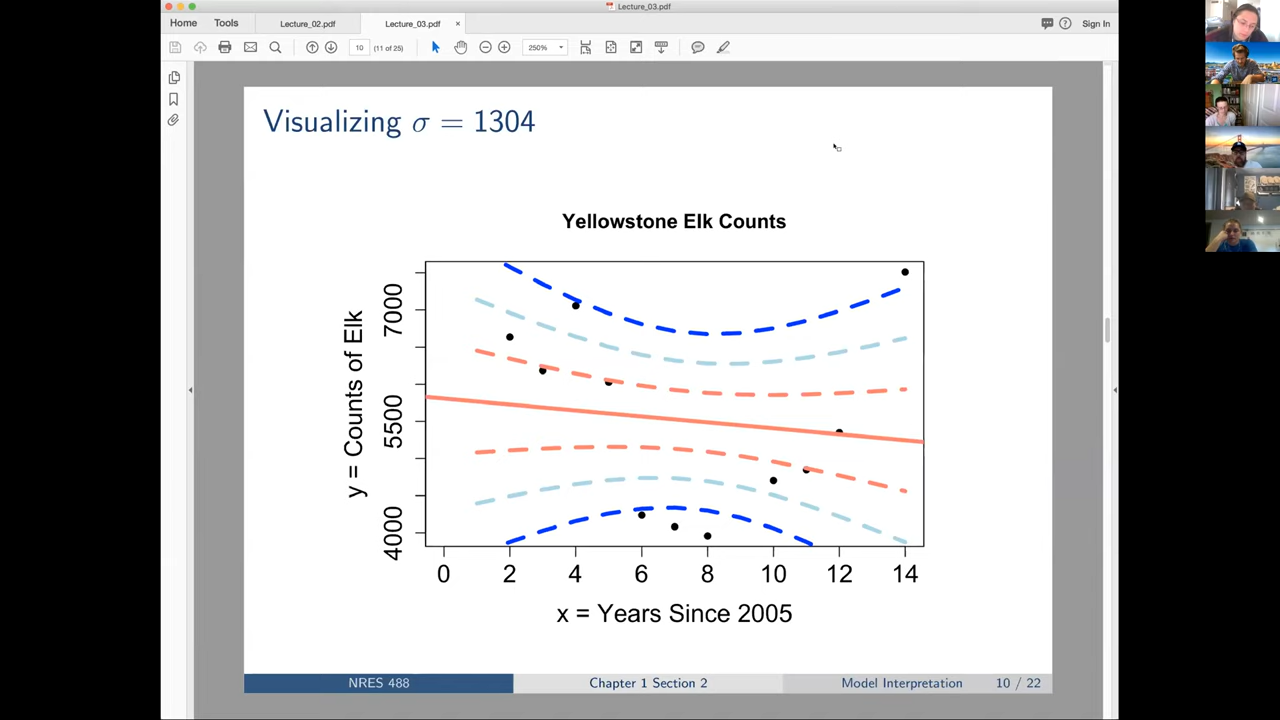 Lecture_03.pdf
Home Tools Lecture_02.pdf Lecture_03.pdf × Sign In
10 (11 of 25) 250%
Visualizing σ = 1304
Yellowstone Elk Counts
y = Counts of Elk
7000
5500
4000
0 2 4 6 8 10 12 14
x = Years Since 2005
NRES 488 Chapter 1 Section 2 Model Interpretation 10 / 22